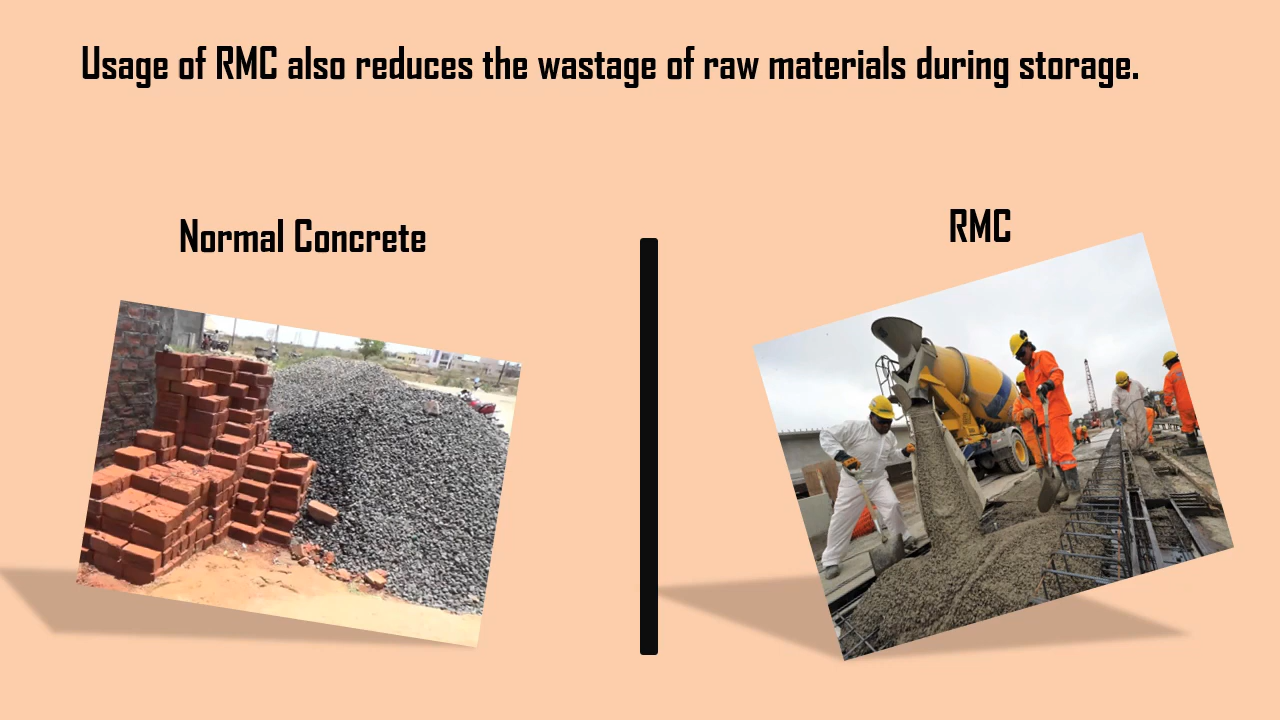 Usage of RMC also reduces the wastage of raw materials during storage.
Normal Concrete
RMC